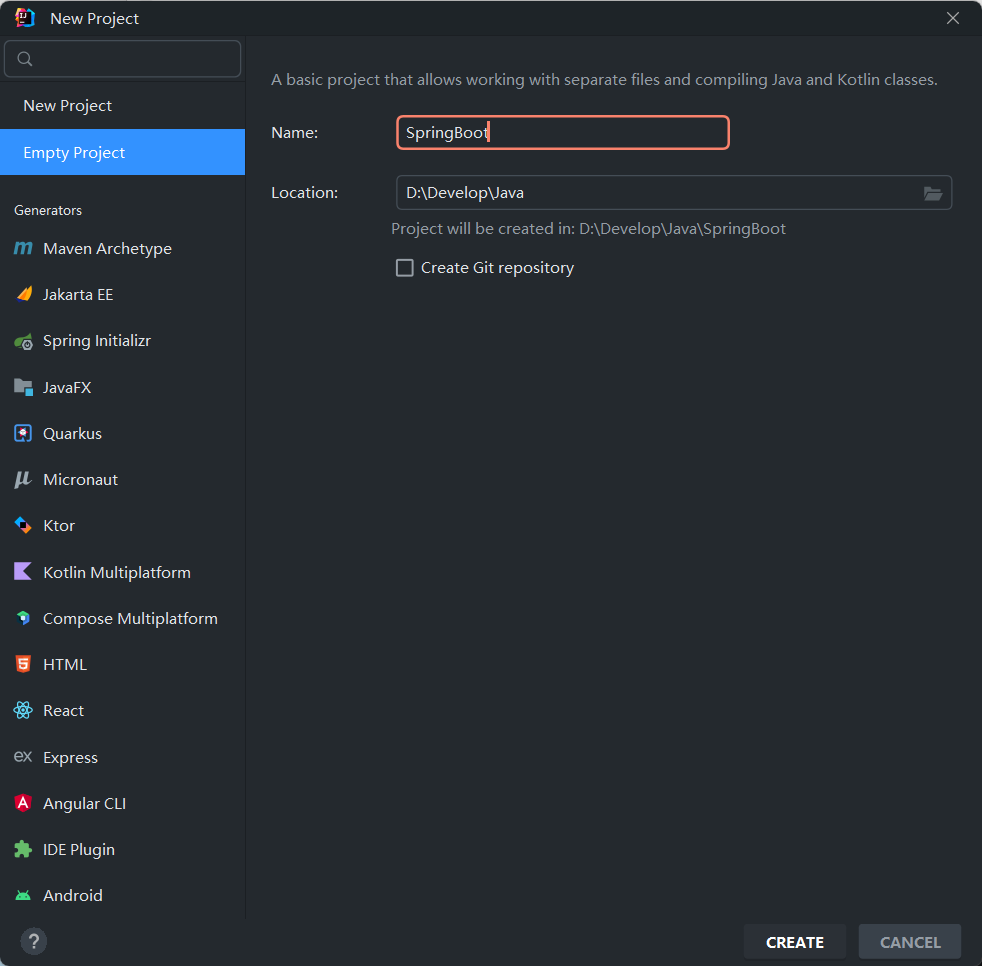 New Project
New Project
Empty Project
Generators
Maven Archetype
Jakarta EE
Spring Initializr
JavaFX
Quarkus
Micronaut
Ktor
Kotlin Multiplatform
Compose Multiplatform
HTML
React
Express
Angular CLI
IDE Plugin
Android
A basic project that allows working with separate files and compiling Java and Kotlin classes.
Name: SpringBoot
Location: D:\Develop\Java
Project will be created in: D:\Develop\Java\SpringBoot
Create Git repository
?
CREATE CANCEL